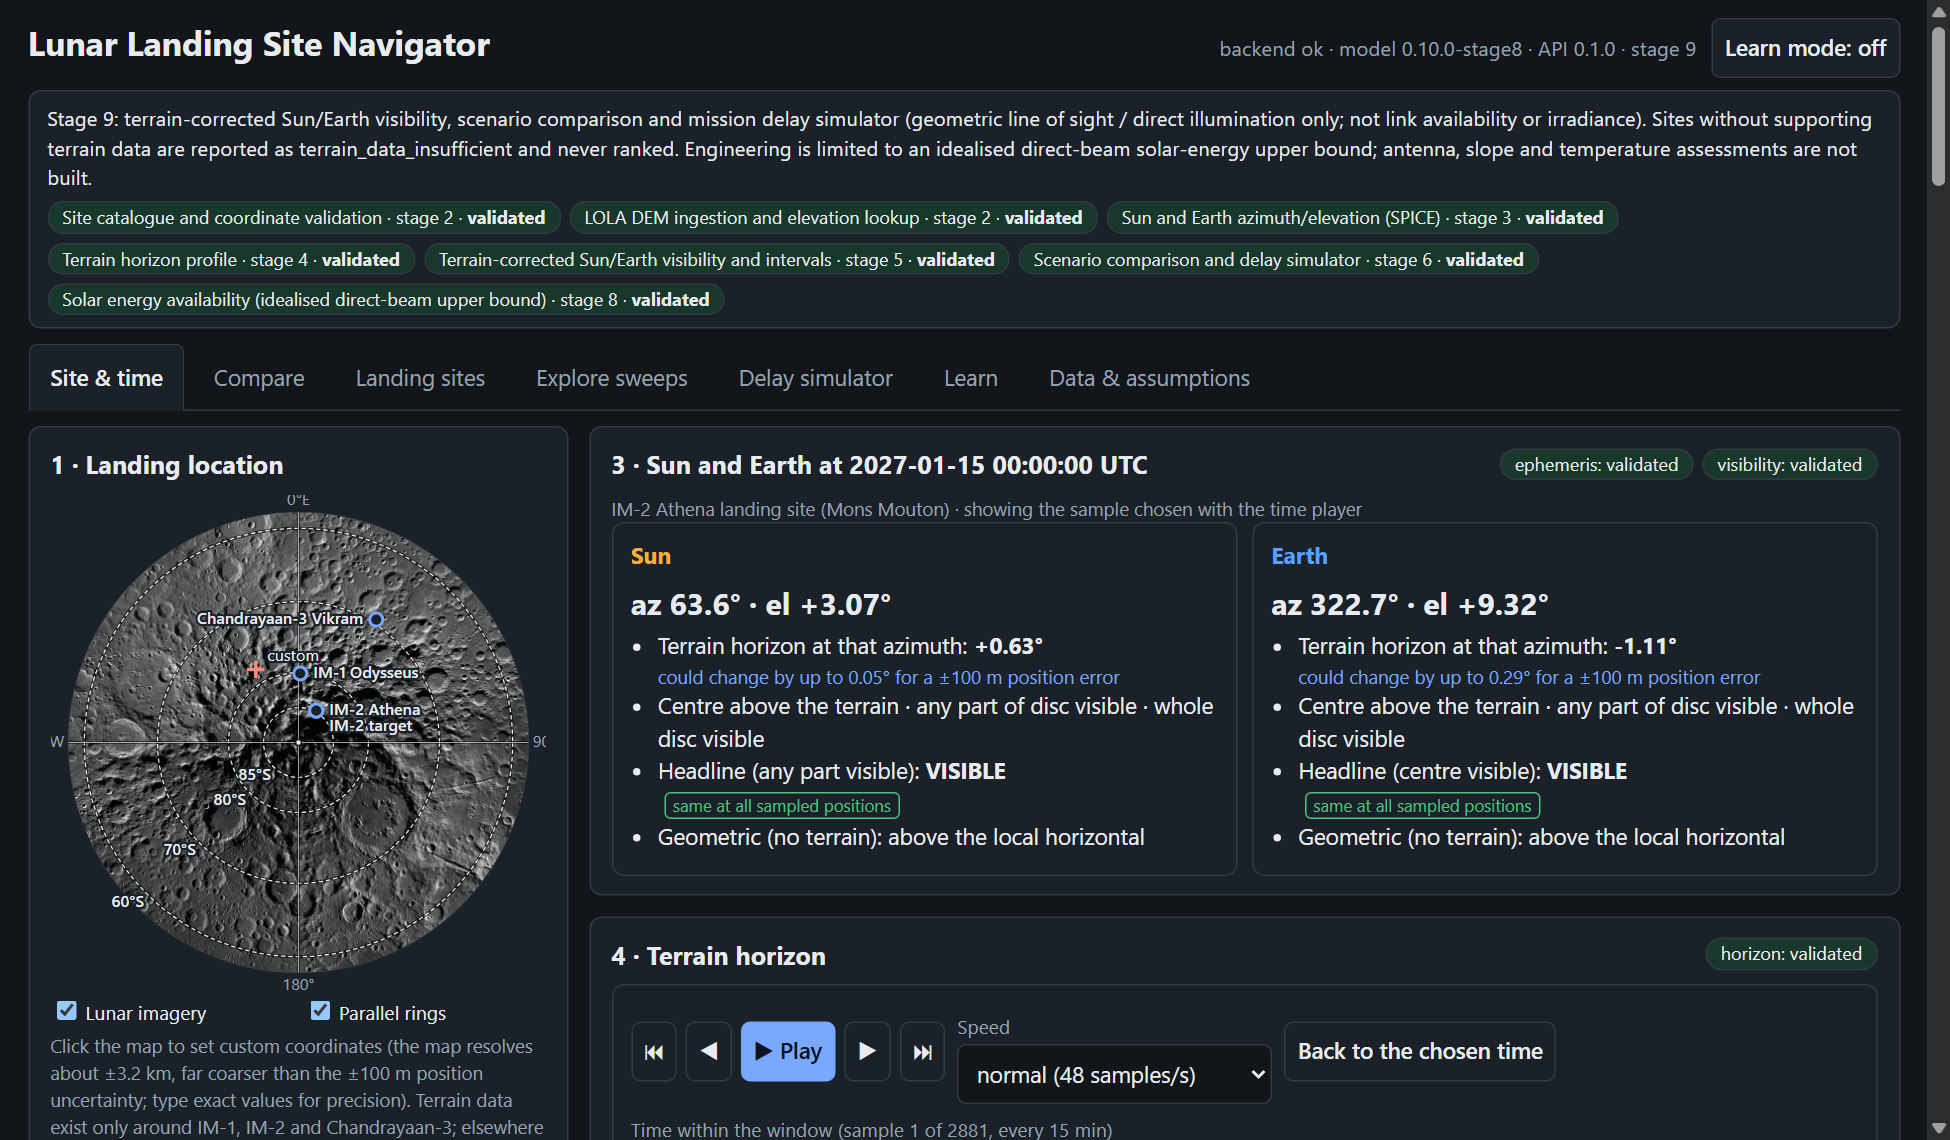 Lunar Landing Site Navigator
backend ok · model 0.10.0-stage8 · API 0.1.0 · stage 9
Learn mode: off
Stage 9: terrain-corrected Sun/Earth visibility, scenario comparison and mission delay simulator (geometric line of sight / direct illumination only; not link availability or irradiance). Sites without supporting
terrain data are reported as terrain_data_insufficient and never ranked. Engineering is limited to an idealised direct-beam solar-energy upper bound; antenna, slope and temperature assessments are not
built.
Site catalogue and coordinate validation · stage 2 · validated
LOLA DEM ingestion and elevation lookup · stage 2 · validated
Sun and Earth azimuth/elevation (SPICE) · stage 3 · validated
Terrain horizon profile · stage 4 · validated
Terrain-corrected Sun/Earth visibility and intervals · stage 5 · validated
Scenario comparison and delay simulator · stage 6 · validated
Solar energy availability (idealised direct-beam upper bound) · stage 8 · validated
Site & time
Compare
Landing sites
Explore sweeps
Delay simulator
Learn
Data & assumptions
1 · Landing location
0°E
Chandrayaan-3 Vikram
custom
IM-1 Odysseus
IM-2 Athena
IM-2 target
W
90
85°S
80°S
70°S
60°S
180°
Lunar imagery
Parallel rings
Click the map to set custom coordinates (the map resolves
about ±3.2 km, far coarser than the ±100 m position
uncertainty; type exact values for precision). Terrain data
exist only around IM-1, IM-2 and Chandrayaan-3; elsewhere
3 · Sun and Earth at 2027-01-15 00:00:00 UTC
ephemeris: validated
visibility: validated
IM-2 Athena landing site (Mons Mouton) · showing the sample chosen with the time player
Sun
az 63.6° · el +3.07°
Terrain horizon at that azimuth: +0.63°
could change by up to 0.05° for a ±100 m position error
Centre above the terrain · any part of disc visible · whole
disc visible
Headline (any part visible): VISIBLE
same at all sampled positions
Geometric (no terrain): above the local horizontal
Earth
az 322.7° · el +9.32°
Terrain horizon at that azimuth: -1.11°
could change by up to 0.29° for a ±100 m position error
Centre above the terrain · any part of disc visible · whole
disc visible
Headline (centre visible): VISIBLE
same at all sampled positions
Geometric (no terrain): above the local horizontal
4 · Terrain horizon
horizon: validated
Play
Speed
normal (48 samples/s)
Back to the chosen time
Time within the window (sample 1 of 2881, every 15 min)